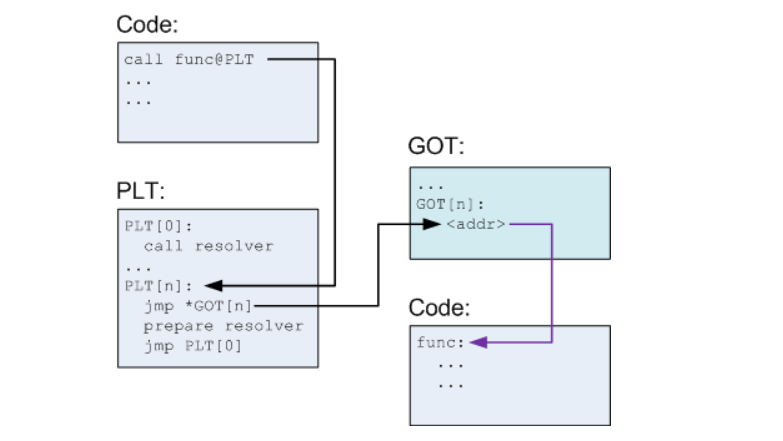 Code:
call func@PLT
...
...
PLT:
PLT[0]:
call resolver
...
PLT[n]:
jmp *GOT[n]
prepare resolver
jmp PLT[0]
GOT:
...
GOT[n]:
<addr>
Code:
func:
...
...